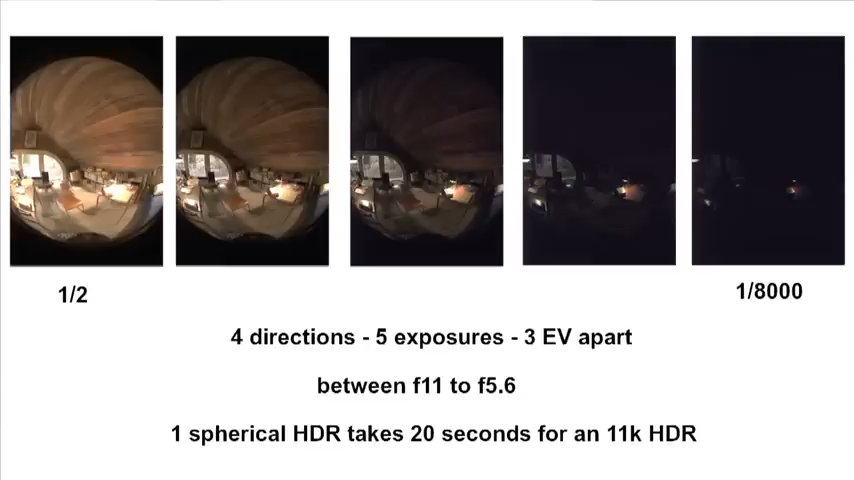 1/2
1/8000
4 directions - 5 exposures - 3 EV apart
between f11 to f5.6
1 spherical HDR takes 20 seconds for an 11k HDR